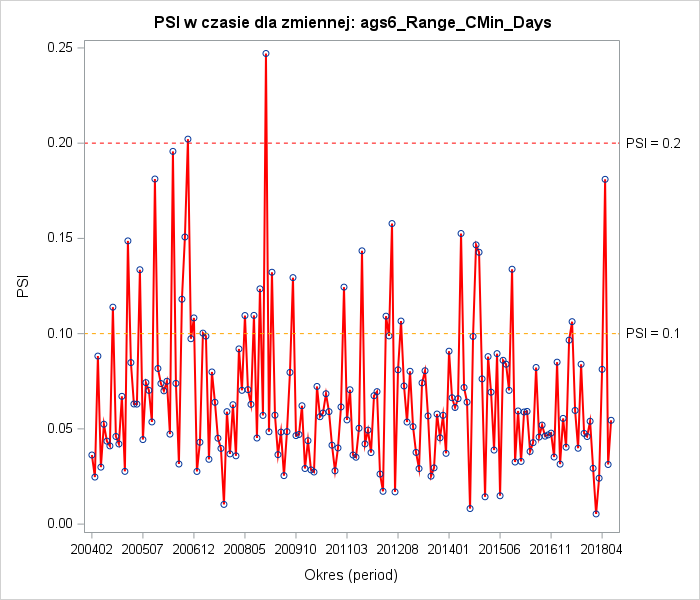 PSI w czasie dla zmiennej: ags6_Range_CMin_Days
0.25
0.20
0.15
0.10
0.05
0.00
PSI
PSI = 0.2
PSI = 0.1
200402 200507 200612 200805 200910 201103 201208 201401 201506 201611 201804
Okres (period)